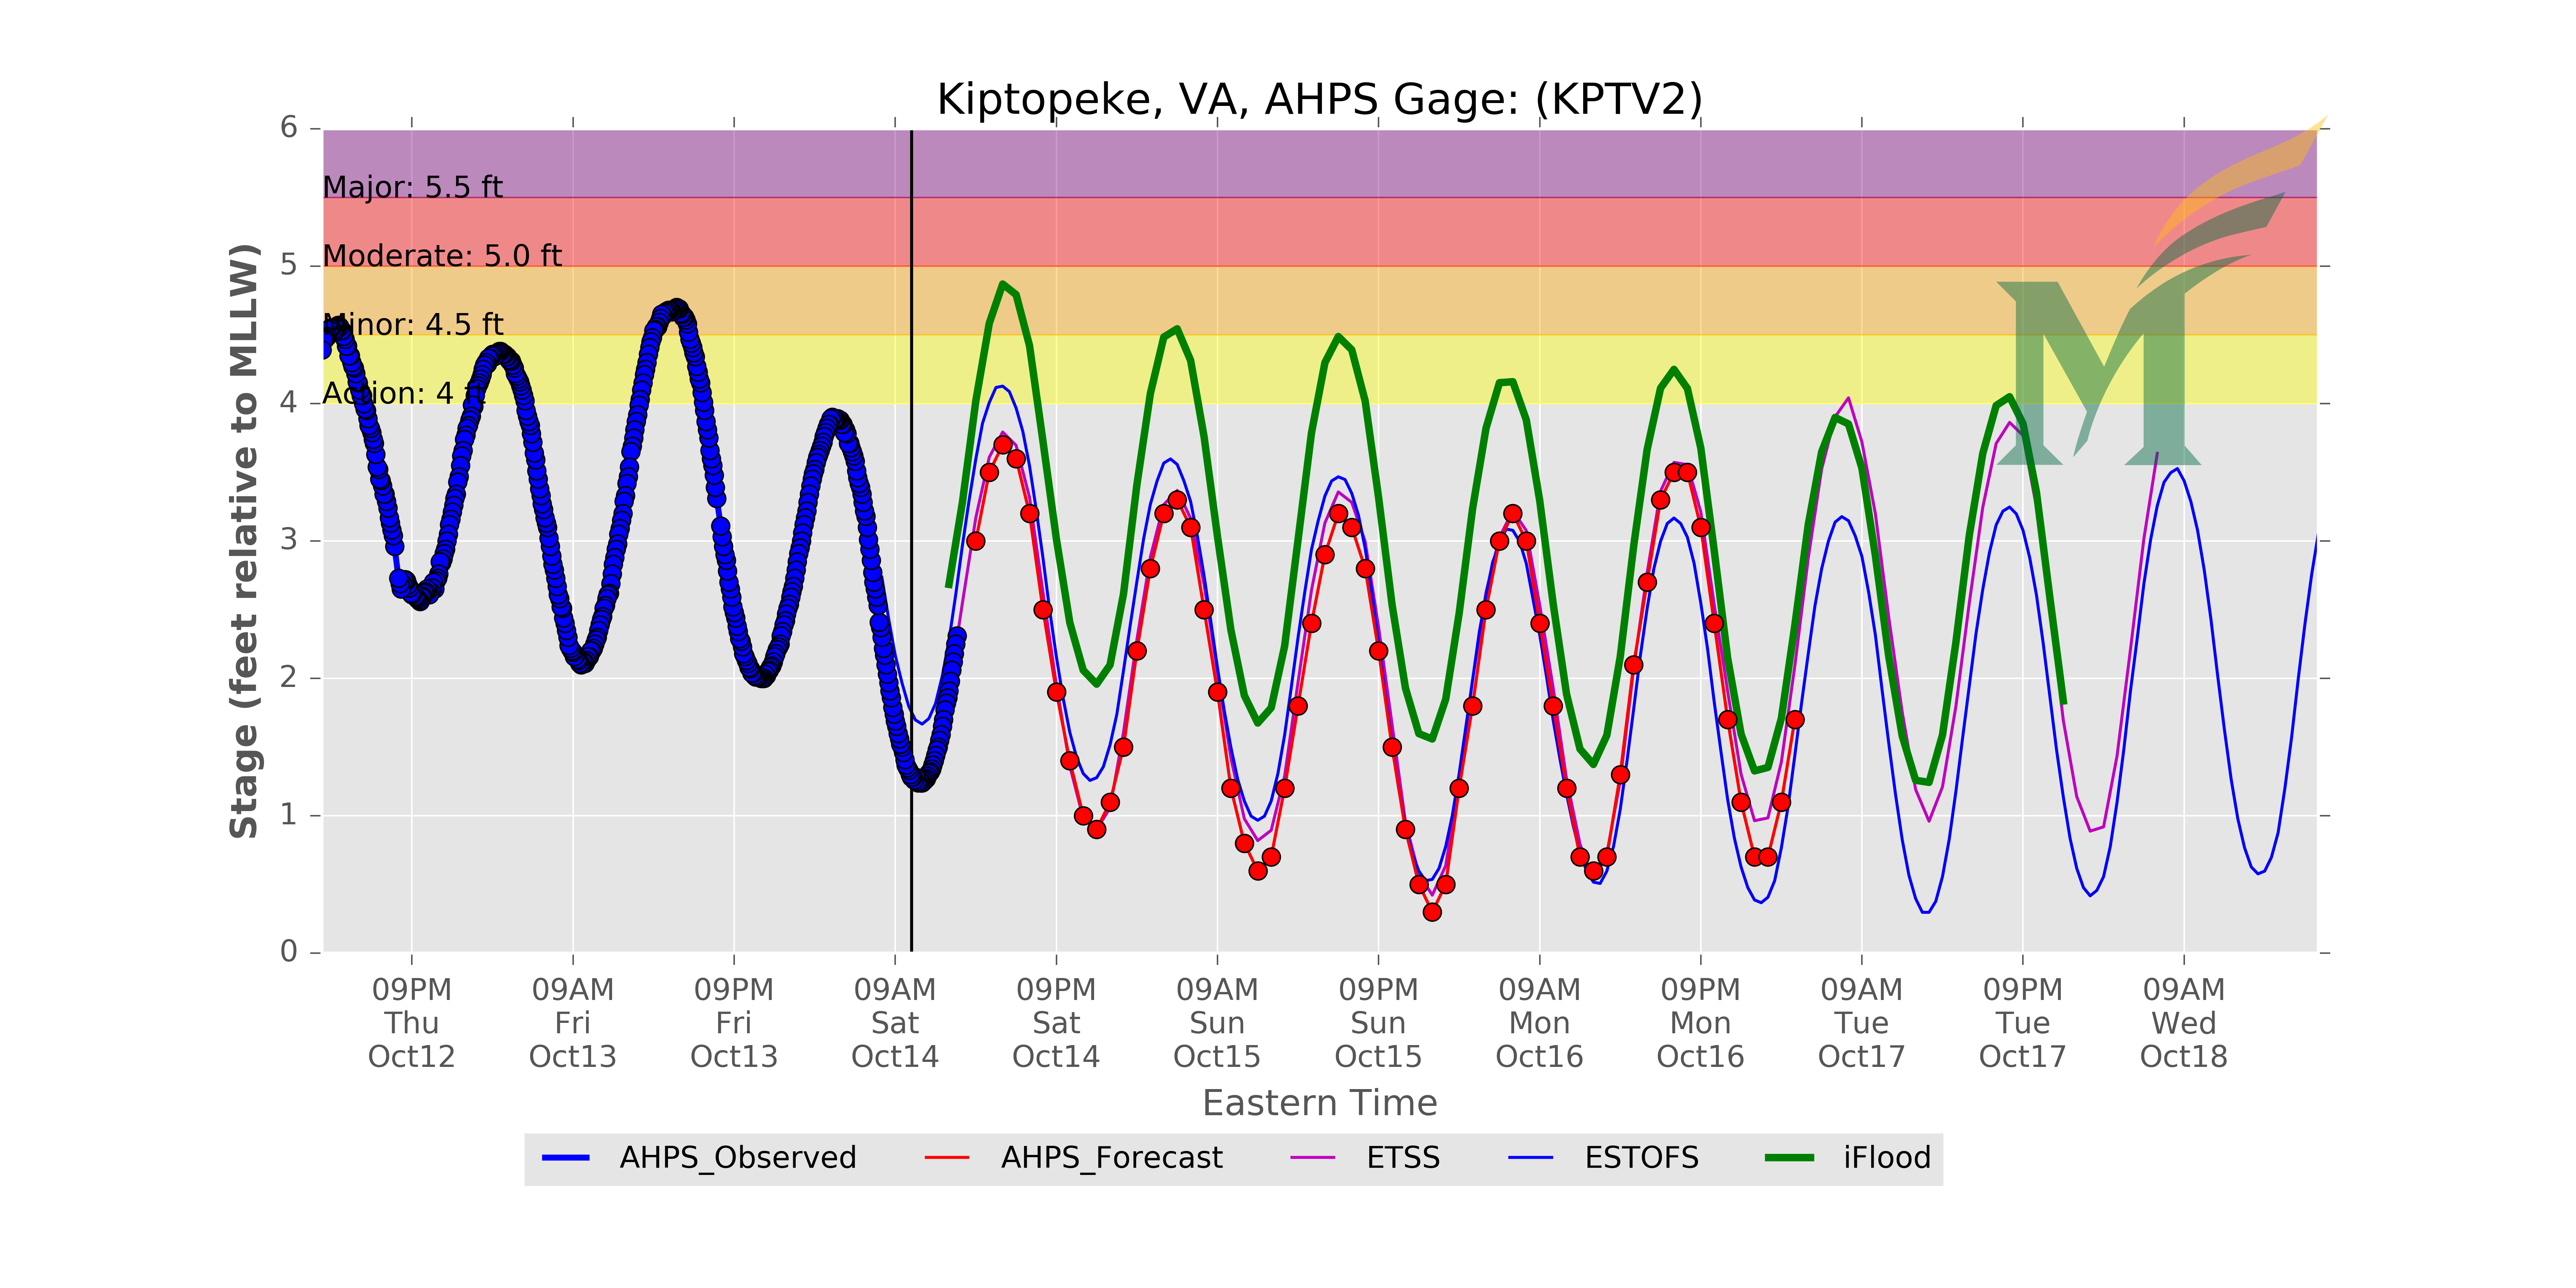 Kiptopeke, VA, AHPS Gage: (KPTV2)
Stage (feet relative to MLLW)
6
5
4
3
2
1
0
Major: 5.5 ft
Moderate: 5.0 ft
Minor: 4.5 ft
Action: 4 ft
M
09PM 09AM 09PM 09AM 09PM 09AM 09PM 09AM 09PM 09AM 09PM 09AM
Thu Fri Fri Sat Sat Sun Sun Mon Mon Tue Tue Wed
Oct12 Oct13 Oct13 Oct14 Oct14 Oct15 Oct15 Oct16 Oct16 Oct17 Oct17 Oct18
Eastern Time
AHPS_Observed AHPS_Forecast ETSS ESTOFS iFlood